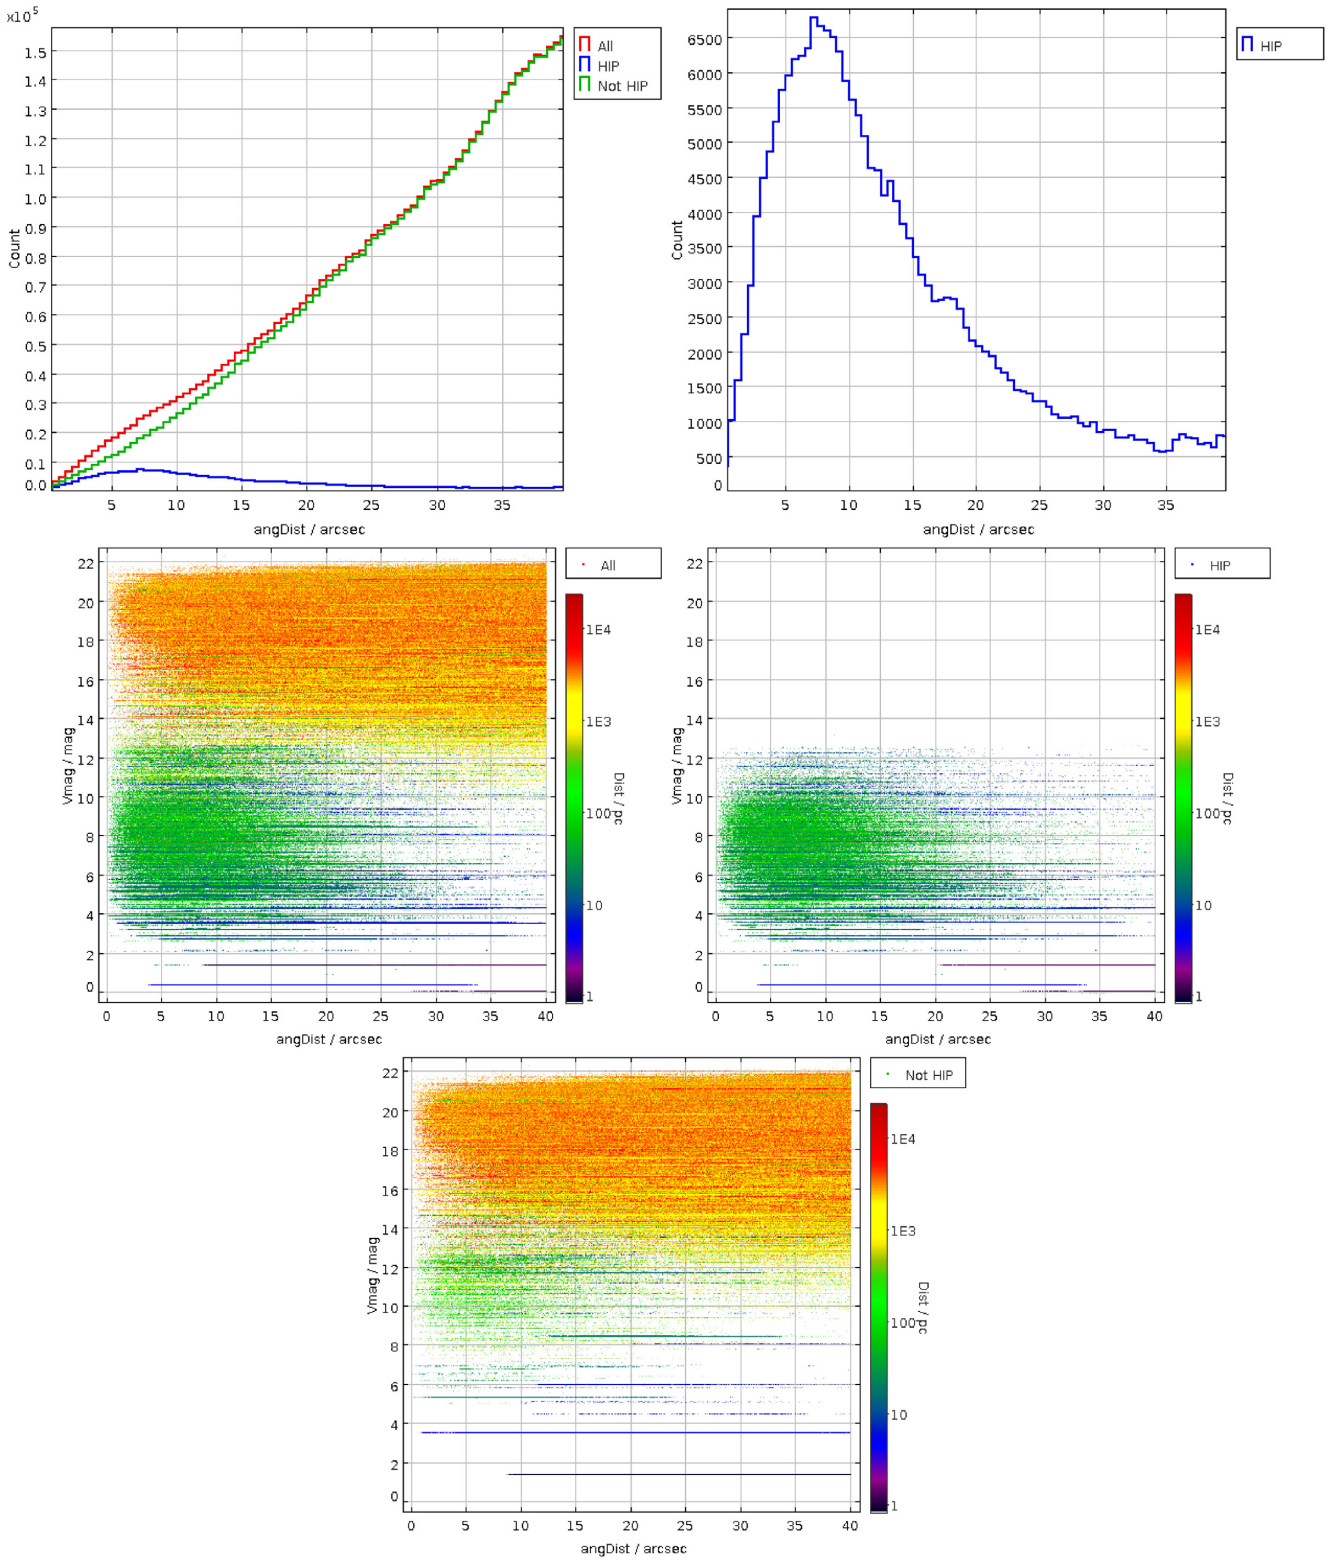 x10⁵
1.5
1.4
1.3
1.2
1.1
1.0
0.9
0.8
0.7
0.6
0.5
0.4
0.3
0.2
0.1
0.0
Count
5 10 15 20 25 30 35
angDist / arcsec
All
HIP
Not HIP
6500
6000
5500
5000
4500
4000
3500
3000
2500
2000
1500
1000
500
0
Count
5 10 15 20 25 30 35
angDist / arcsec
HIP
22
20
18
16
14
12
10
8
6
4
2
0
Vmag / mag
0 5 10 15 20 25 30 35 40
angDist / arcsec
All
1E4
1E3
100
10
1
Dist / pc
22
20
18
16
14
12
10
8
6
4
2
0
Vmag / mag
0 5 10 15 20 25 30 35 40
angDist / arcsec
HIP
1E4
1E3
100
10
1
Dist / pc
22
20
18
16
14
12
10
8
6
4
2
0
Vmag / mag
0 5 10 15 20 25 30 35 40
angDist / arcsec
Not HIP
1E4
1E3
100
10
1
Dist / pc